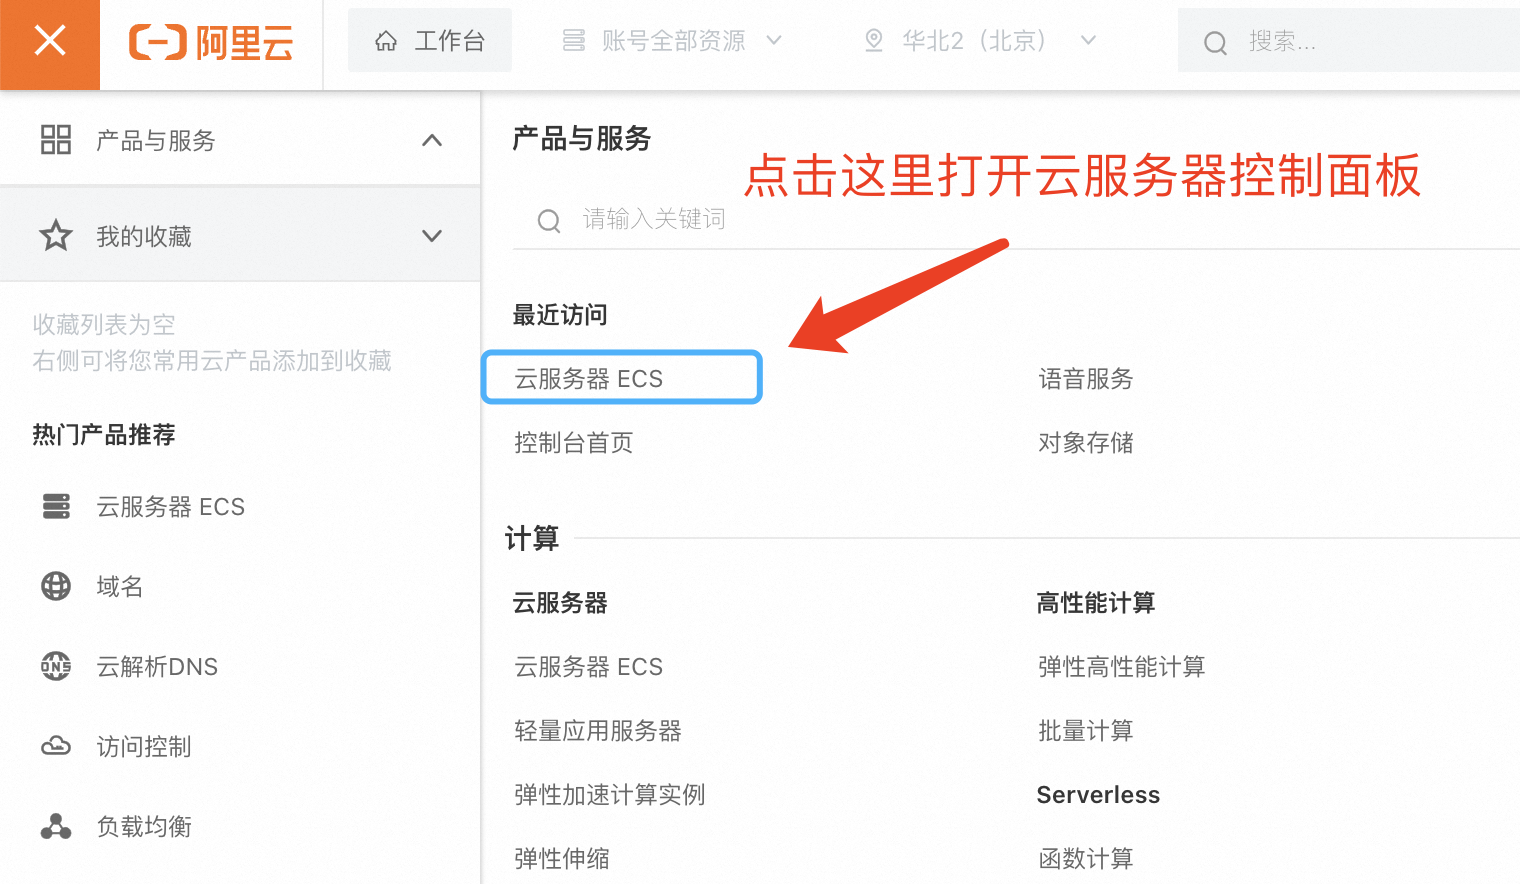 阿里云
工作台
账号全部资源
华北2（北京）
搜索...
产品与服务
我的收藏
收藏列表为空
右侧可将您常用云产品添加到收藏
热门产品推荐
云服务器 ECS
域名
DNS
云解析DNS
访问控制
负载均衡
产品与服务
点击这里打开云服务器控制面板
请输入关键词
最近访问
云服务器 ECS
语音服务
控制台首页
对象存储
计算
云服务器
云服务器 ECS
轻量应用服务器
弹性加速计算实例
弹性伸缩
高性能计算
弹性高性能计算
批量计算
Serverless
函数计算